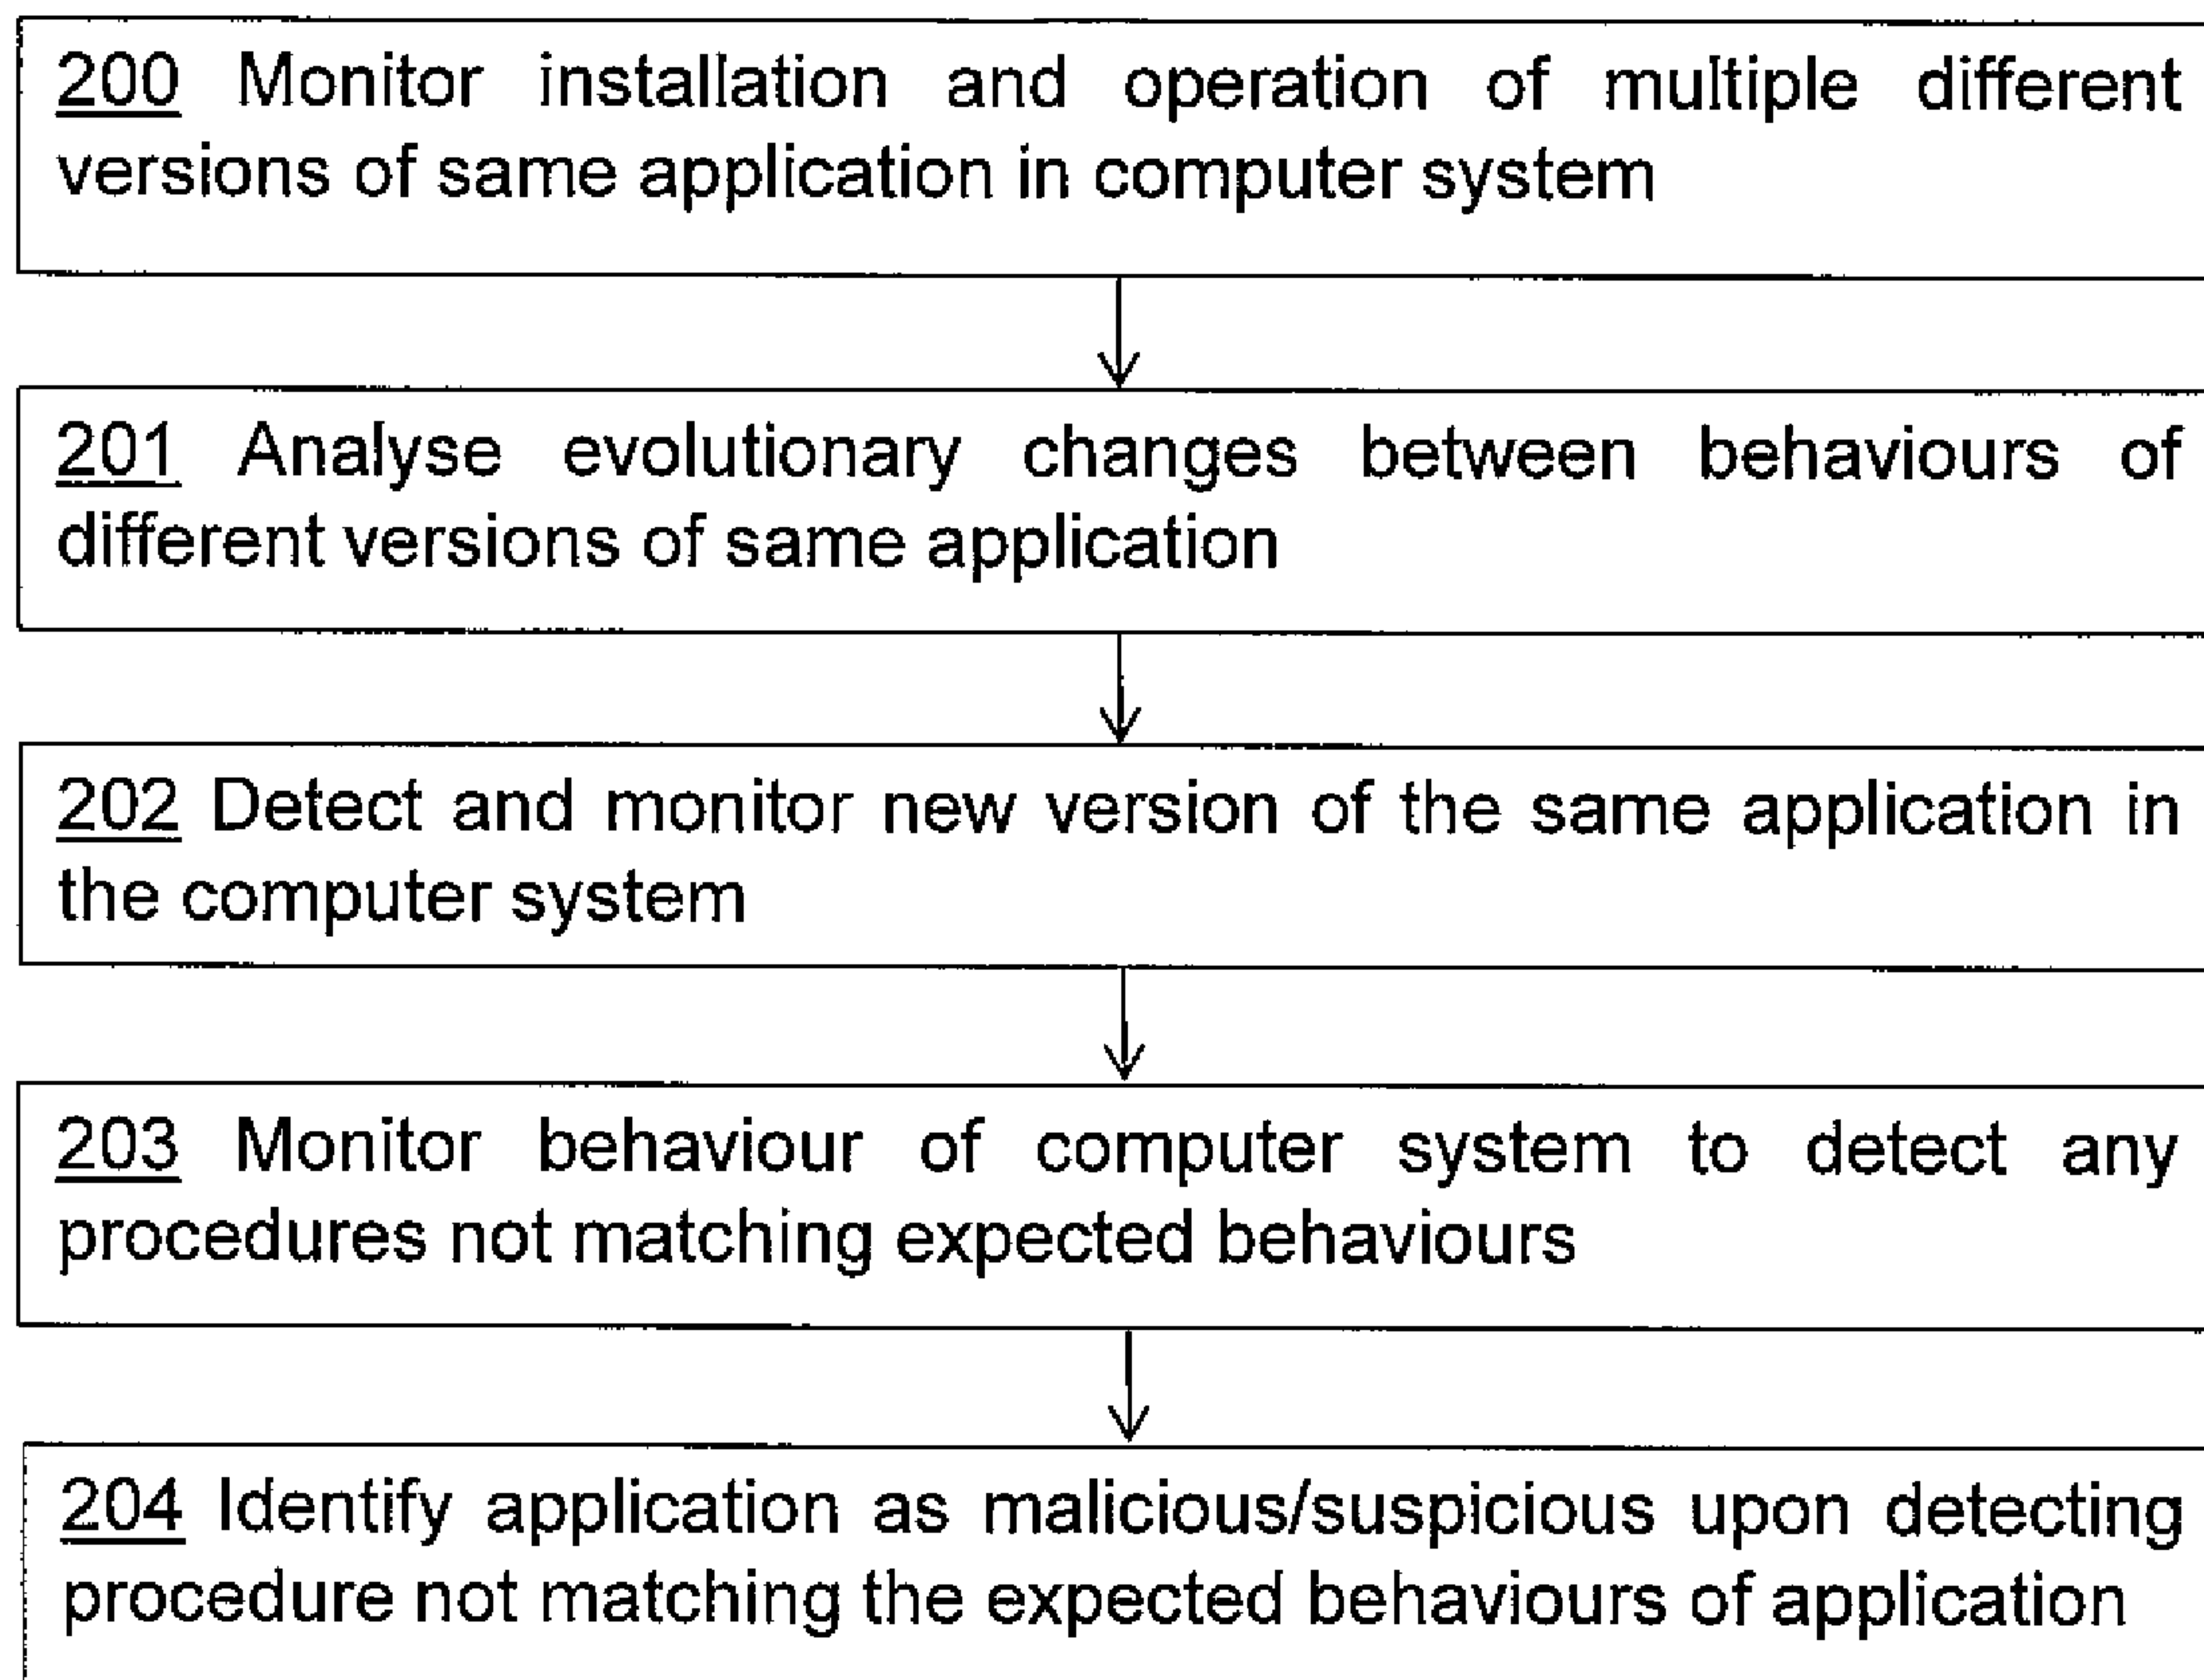 200 Monitor installation and operation of multiple different
versions of same application in computer system
201 Analyse evolutionary changes between behaviours of
different versions of same application
202 Detect and monitor new version of the same application in
the computer system
203 Monitor behaviour of computer system to detect any
procedures not matching expected behaviours
204 Identify application as malicious/suspicious upon detecting
procedure not matching the expected behaviours of application